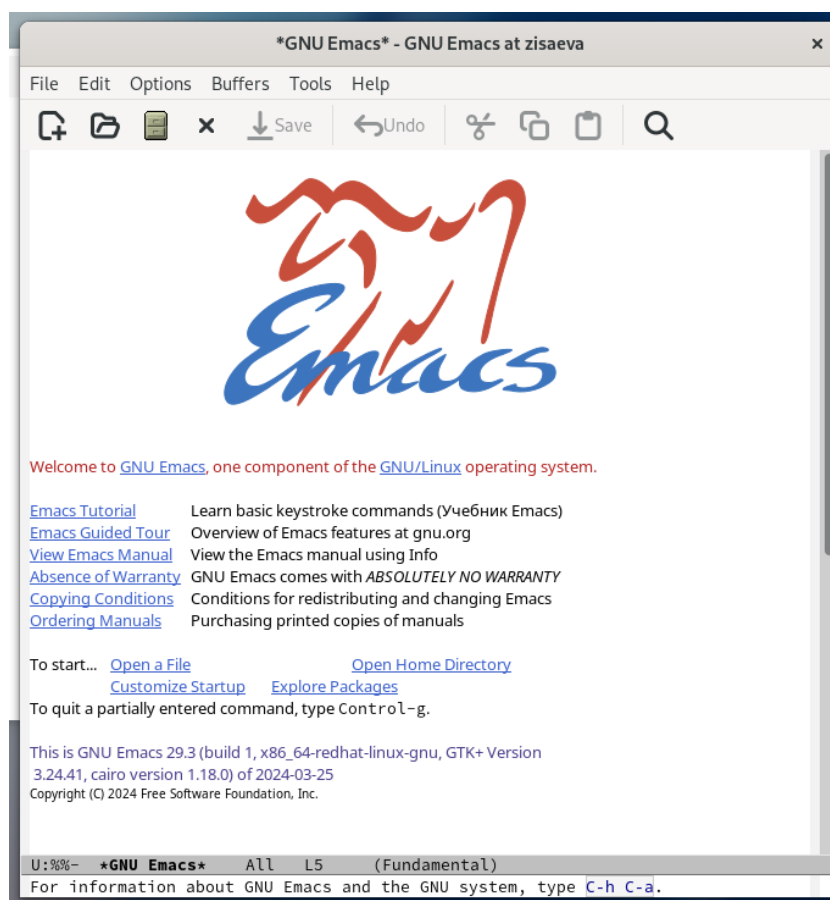 *GNU Emacs* - GNU Emacs at zisaeva
File Edit Options Buffers Tools Help
Save Undo
Emacs
Welcome to GNU Emacs, one component of the GNU/Linux operating system.
Emacs Tutorial Learn basic keystroke commands (Учебник Emacs)
Emacs Guided Tour Overview of Emacs features at gnu.org
View Emacs Manual View the Emacs manual using Info
Absence of Warranty GNU Emacs comes with ABSOLUTELY NO WARRANTY
Copying Conditions Conditions for redistributing and changing Emacs
Ordering Manuals Purchasing printed copies of manuals
To start... Open a File Open Home Directory
Customize Startup Explore Packages
To quit a partially entered command, type Control-g.
This is GNU Emacs 29.3 (build 1, x86_64-redhat-linux-gnu, GTK+ Version
3.24.41, cairo version 1.18.0) of 2024-03-25
Copyright (C) 2024 Free Software Foundation, Inc.
U:%%- *GNU Emacs* All L5 (Fundamental)
For information about GNU Emacs and the GNU system, type C-h C-a.